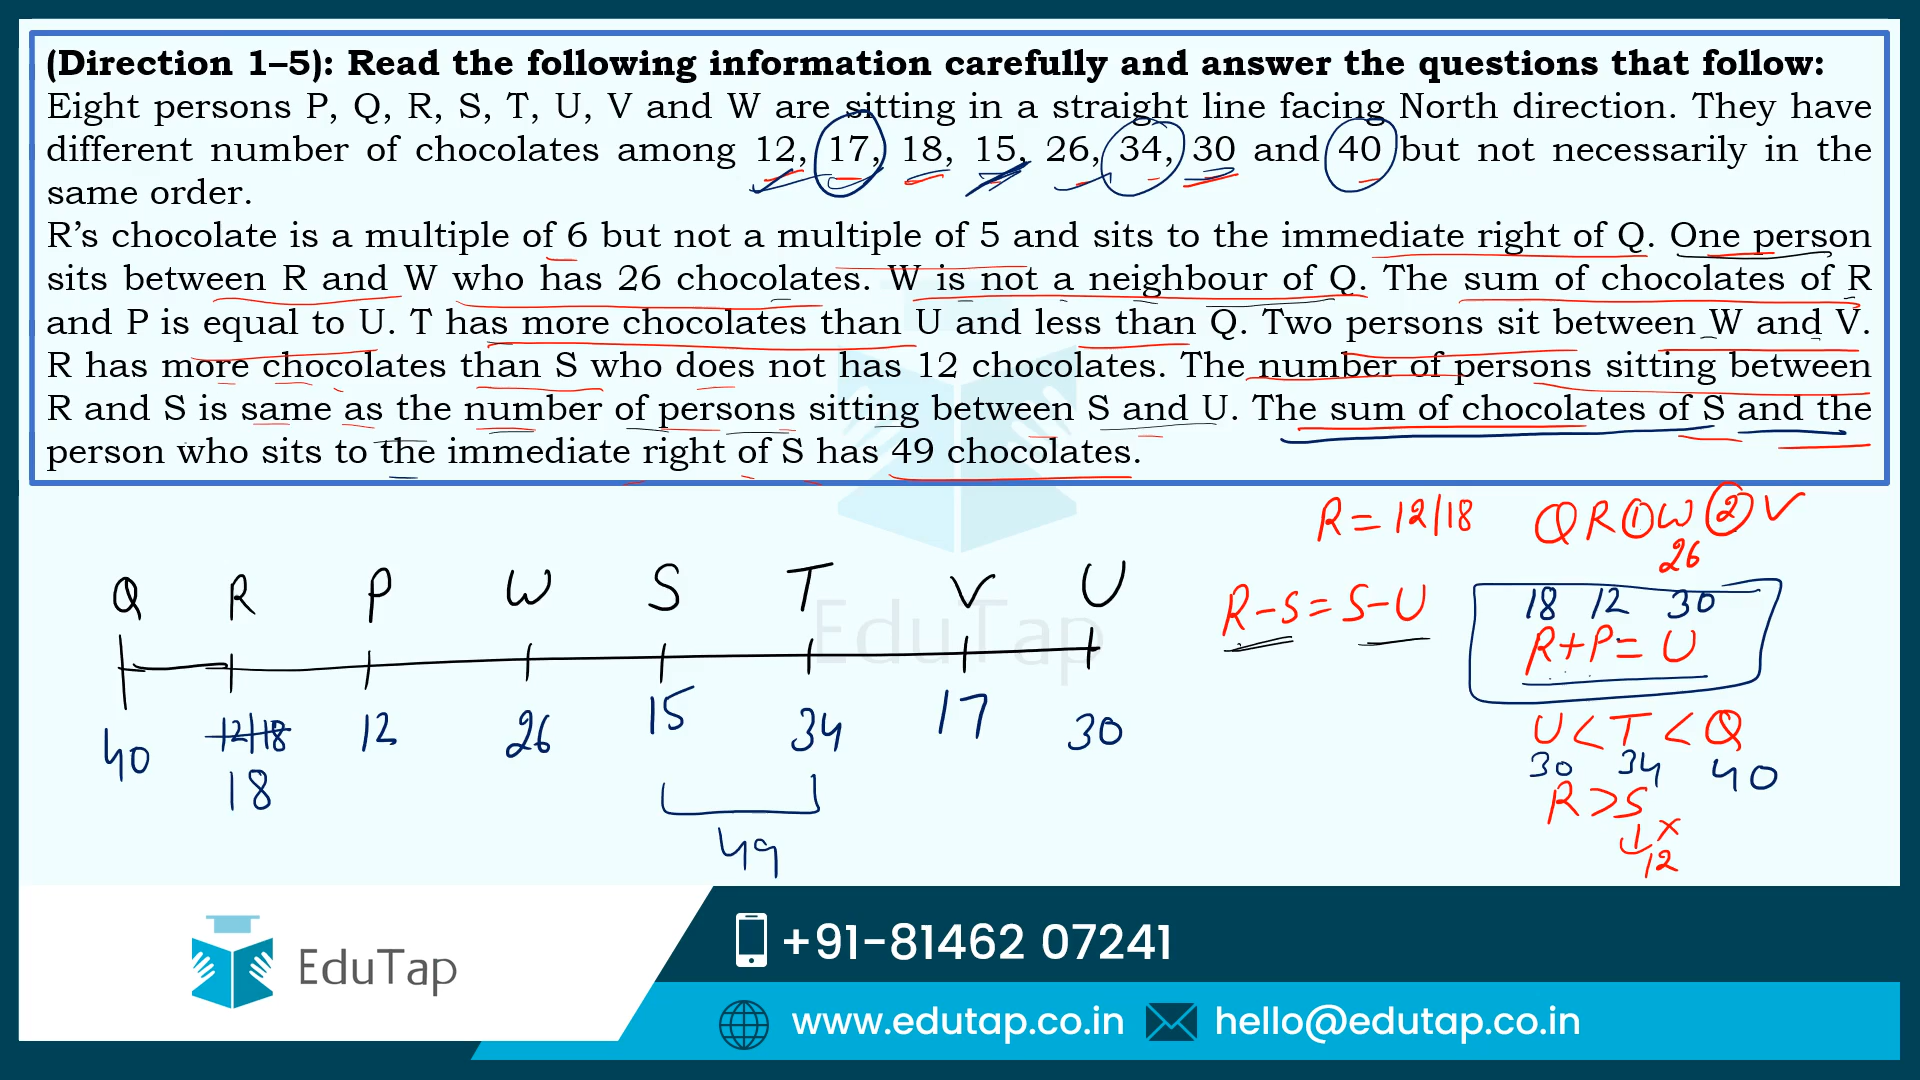 (Direction 1–5): Read the following information carefully and answer the questions that follow:
Eight persons P, Q, R, S, T, U, V and W are sitting in a straight line facing North direction. They have
different number of chocolates among 12, 17, 18, 15, 26, 34, 30 and 40 but not necessarily in the
same order.
R's chocolate is a multiple of 6 but not a multiple of 5 and sits to the immediate right of Q. One person
sits between R and W who has 26 chocolates. W is not a neighbour of Q. The sum of chocolates of R
and P is equal to U. T has more chocolates than U and less than Q. Two persons sit between W and V.
R has more chocolates than S who does not has 12 chocolates. The number of persons sitting between
R and S is same as the number of persons sitting between S and U. The sum of chocolates of S and the
person who sits to the immediate right of S has 49 chocolates.
R = 12/18 Q R 1 W 2 V
26
Q R P W S T V U
R-S = S-U
18 12 30
R+P = U
40 12/18 12 26 15 34 17 30
18
49
U < T < Q
30 34 40
R > S
x
12
EduTap
EduTap
+91-81462 07241
www.edutap.co.in hello@edutap.co.in